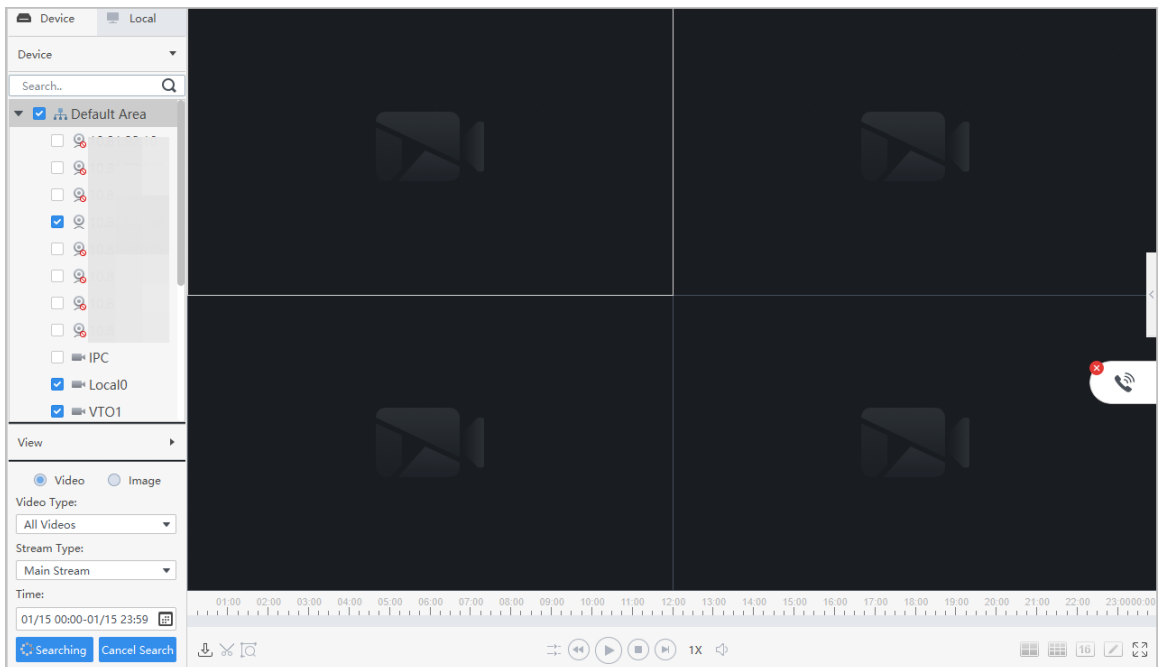 Device Local
Device
Search..
Default Area
IPC
Local0
VTO1
View
Video Image
Video Type:
All Videos
Stream Type:
Main Stream
Time:
01/15 00:00-01/15 23:59
Searching Cancel Search
01:00 02:00 03:00 04:00 05:00 06:00 07:00 08:00 09:00 10:00 11:00 12:00 13:00 14:00 15:00 16:00 17:00 18:00 19:00 20:00 21:00 22:00 23:0000:00
1X 16